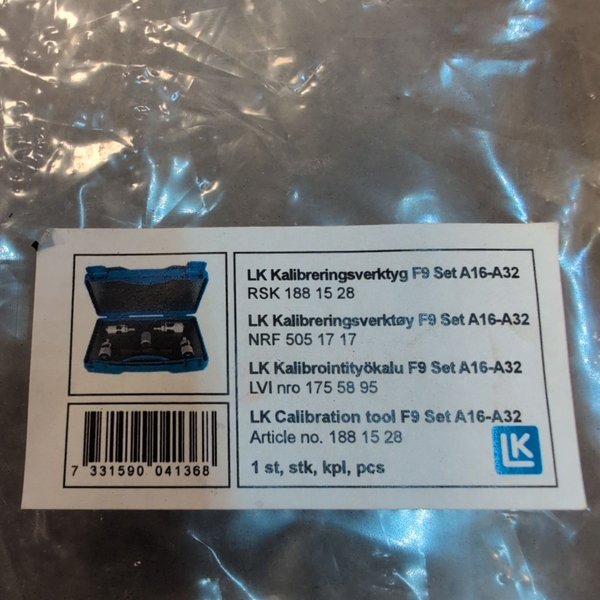 LK Kalibreringsverktyg F9 Set A16-A32
RSK 188 15 28
LK Kalibreringsverktøy F9 Set A16-A32
NRF 505 17 17
LK Kalibrointityökalu F9 Set A16-A32
LVI nro 175 58 95
LK Calibration tool F9 Set A16-A32
Article no. 188 15 28
1 st, stk, kpl, pcs
LK
7 331590 041368